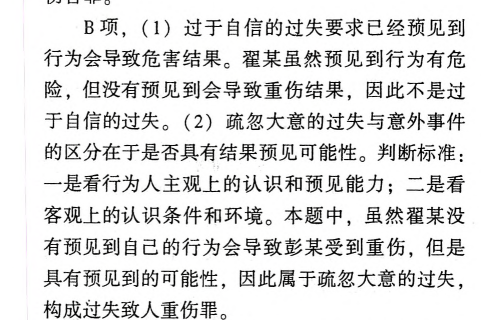 B项，（1）过于自信的过失要求已经预见到
行为会导致危害结果。翟某虽然预见到行为有危
险，但没有预见到会导致重伤结果，因此不是过
于自信的过失。（2）疏忽大意的过失与意外事件
的区分在于是否具有结果预见可能性。判断标准：
一是看行为人主观上的认识和预见能力；二是看
客观上的认识条件和环境。本题中，虽然翟某没
有预见到自己的行为会导致彭某受到重伤，但是
具有预见到的可能性，因此属于疏忽大意的过失，
构成过失致人重伤罪。